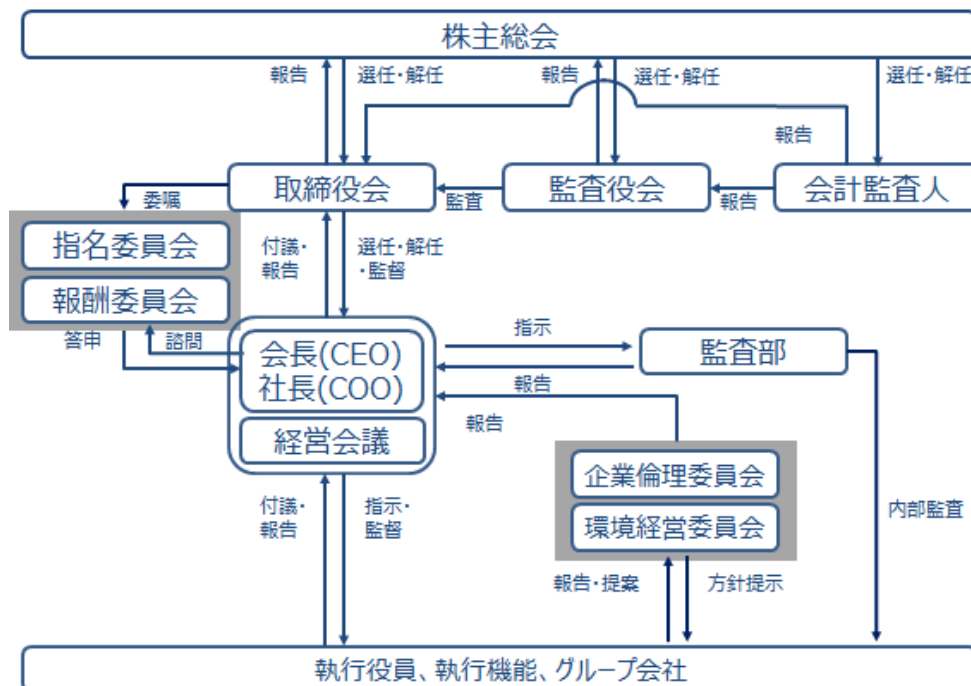 株主総会
報告
選任・解任
報告
選任・解任
選任・解任
報告
取締役会
監査
監査役会
報告
会計監査人
委嘱
指名委員会
報酬委員会
付議・
報告
選任・解任
・監督
答申
諮問
会長(CEO)
社長(COO)
経営会議
指示
監査部
報告
報告
企業倫理委員会
環境経営委員会
内部監査
付議・
報告
指示・
監督
報告・提案
方針提示
執行役員、執行機能、グループ会社